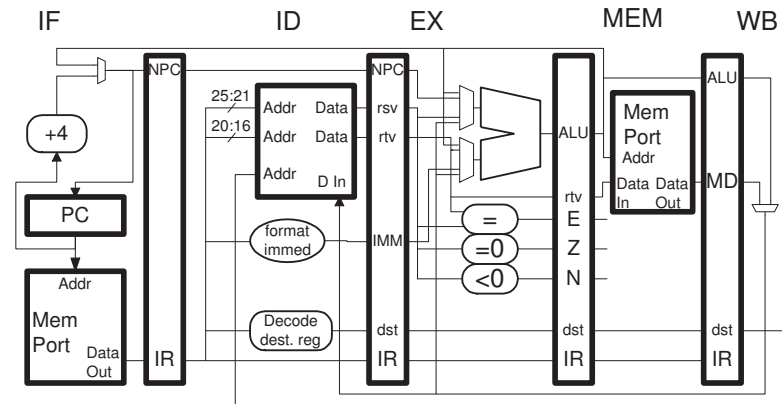 IF
ID
EX
MEM
WB
NPC
NPC
25:21
Addr
Data
rsv
20:16
Addr
Data
rtv
Addr
D In
+4
PC
Addr
Mem
Port
Data
Out
format
immed
IMM
Decode
dest. reg
dst
IR
IR
=
=0
<0
ALU
rtv
E
Z
N
dst
IR
Mem
Port
Addr
Data
In
Data
Out
ALU
MD
dst
IR